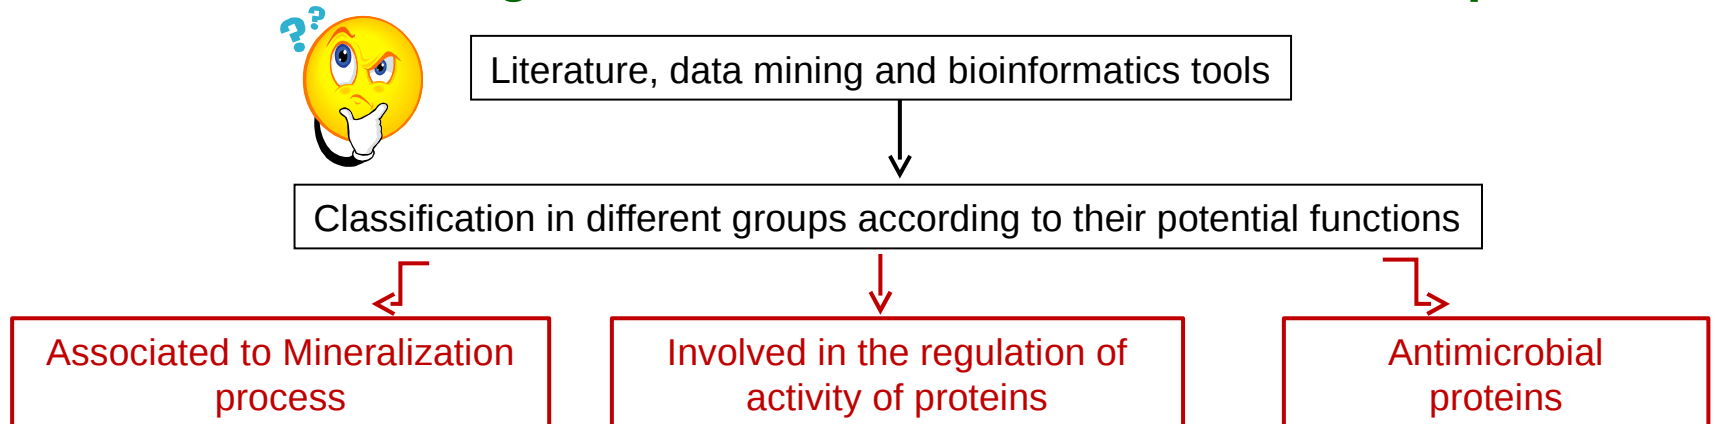 ??
Literature, data mining and bioinformatics tools
Classification in different groups according to their potential functions
Associated to Mineralization
process
Involved in the regulation of
activity of proteins
Antimicrobial
proteins